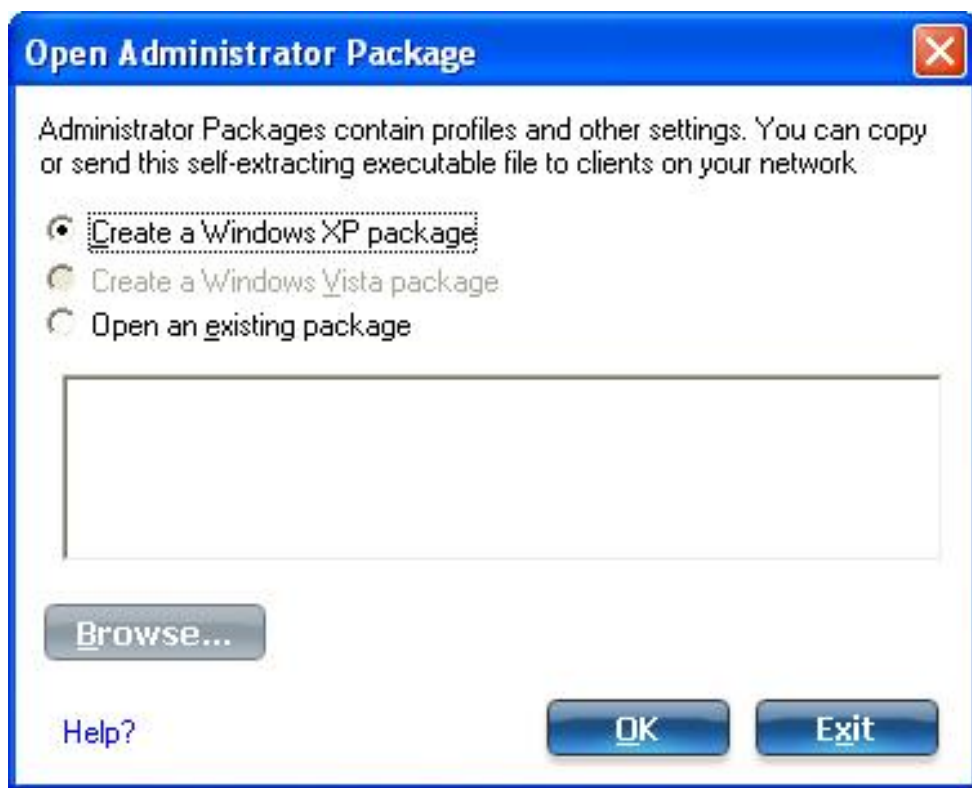 Open Administrator Package
Administrator Packages contain profiles and other settings. You can copy
or send this self-extracting executable file to clients on your network
Create a Windows XP package
Create a Windows Vista package
Open an existing package
Browse...
Help?
OK
Exit